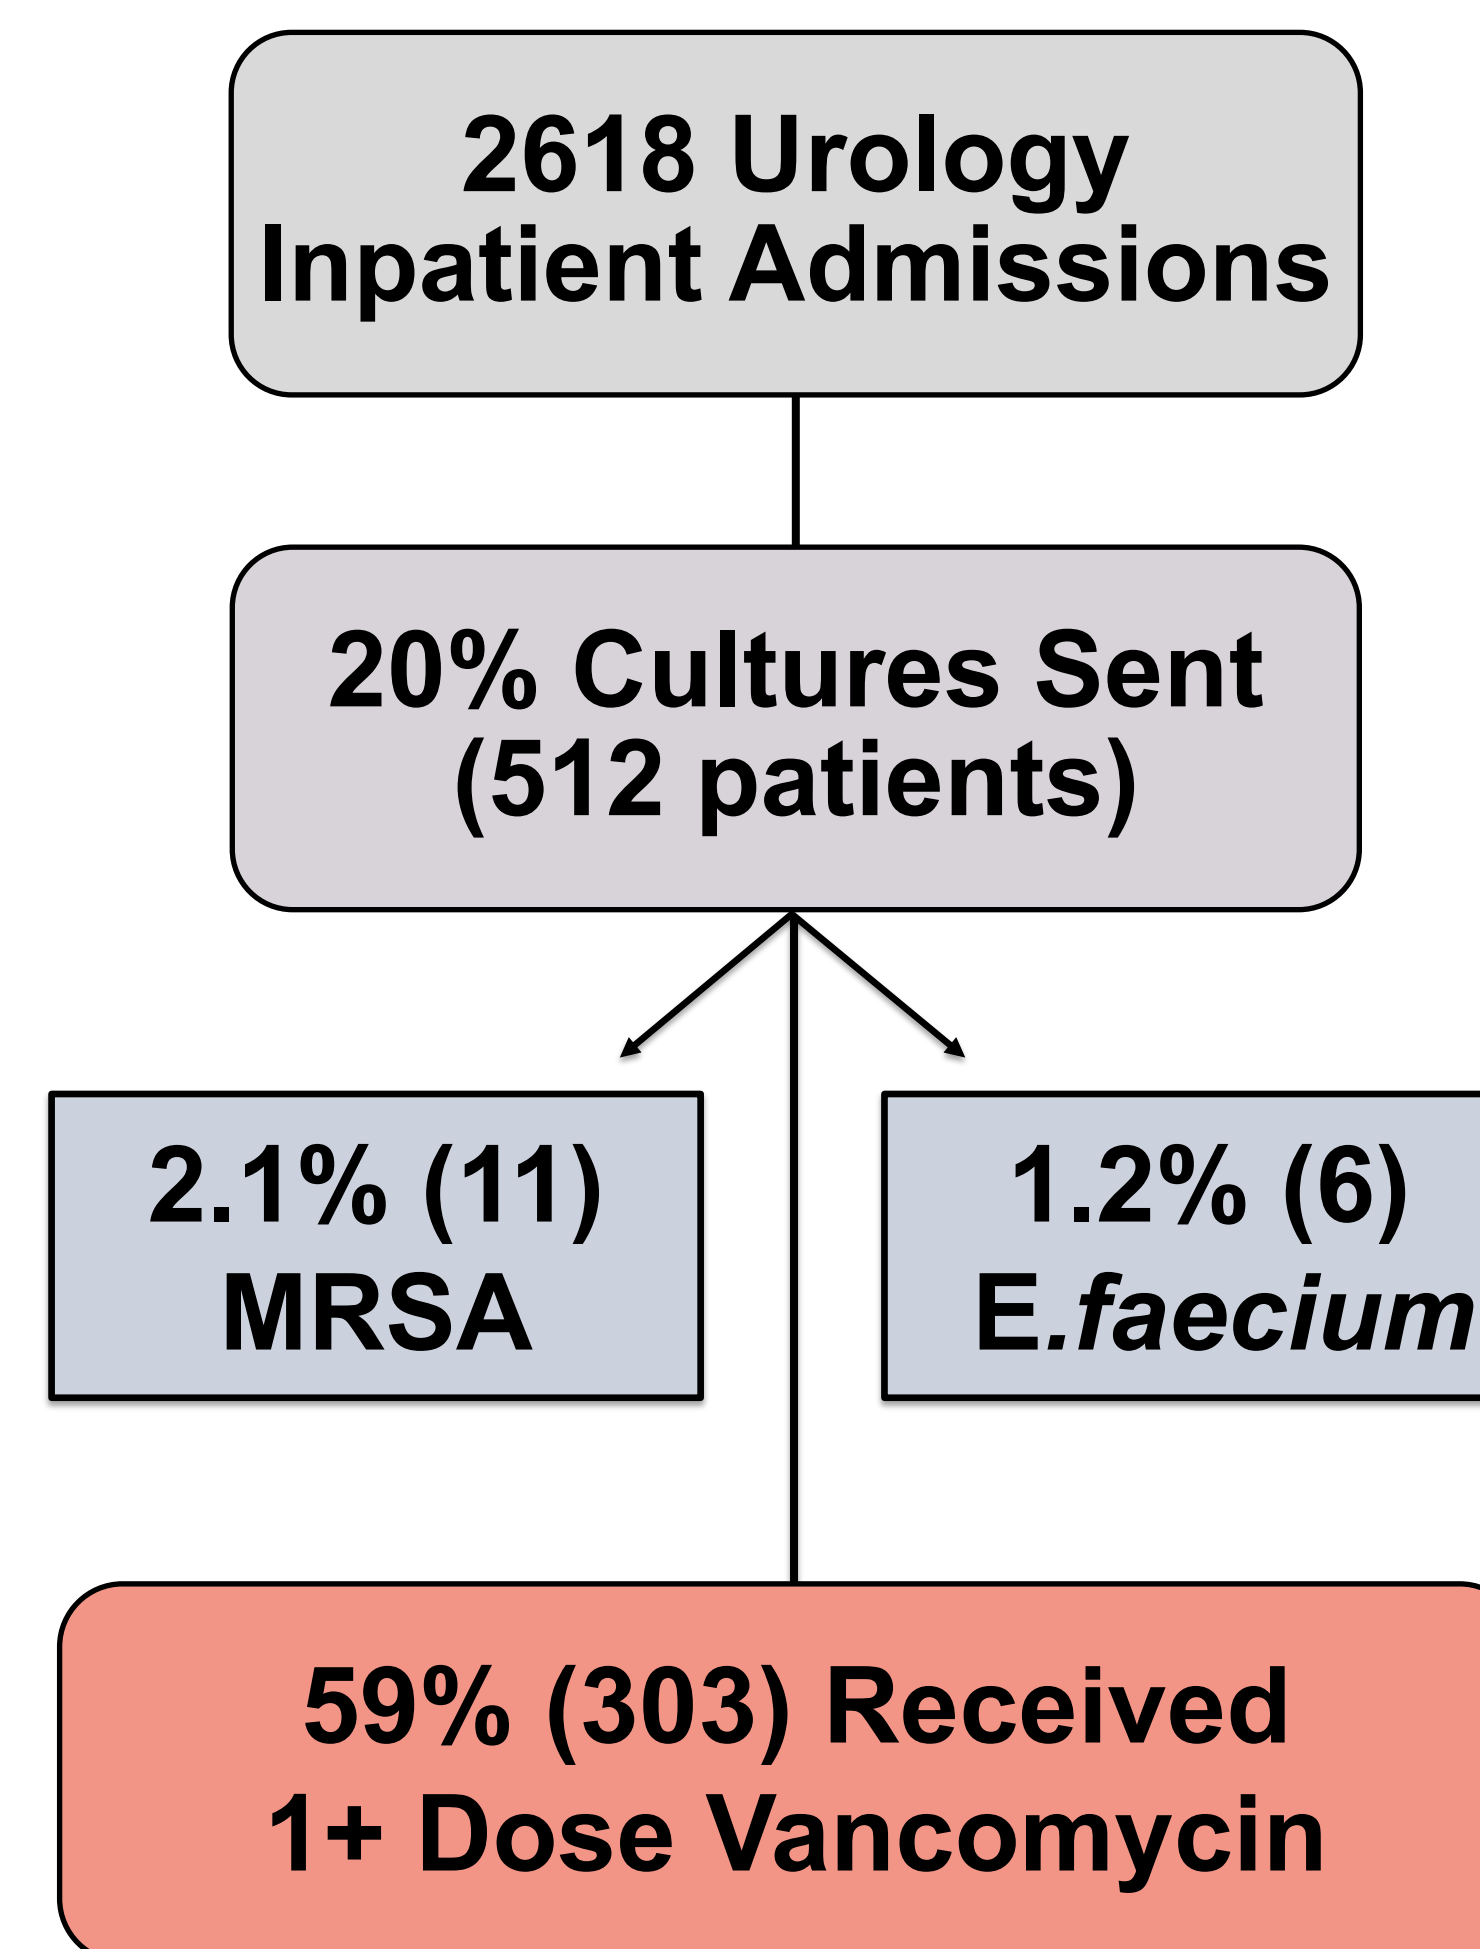 2618 Urology
Inpatient Admissions
20% Cultures Sent
(512 patients)
2.1% (11)
MRSA
1.2% (6)
E.faecium
59% (303) Received
1+ Dose Vancomycin